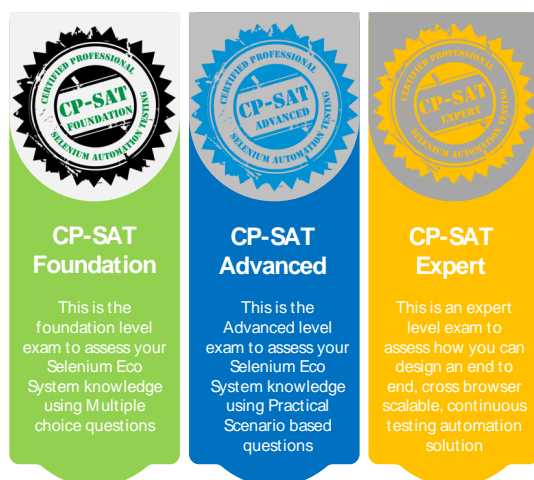 CERTIFIED PROFESSIONAL
CP-SAT
FOUNDATION
SELENIUM AUTOMATION TESTING
CP-SAT
Foundation
This is the
foundation level
exam to assess your
Selenium Eco
System knowledge
using Multiple
choice questions
CERTIFIED PROFESSIONAL
CP-SAT
ADVANCED
SELENIUM AUTOMATION TESTING
CP-SAT
Advanced
This is the
Advanced level
exam to assess your
Selenium Eco
System knowledge
using Practical
Scenario based
questions
CERTIFIED PROFESSIONAL
CP-SAT
EXPERT
SELENIUM AUTOMATION TESTING
CP-SAT
Expert
This is an expert
level exam to
assess how you can
design an end to
end, cross browser
scalable, continuous
testing automation
solution